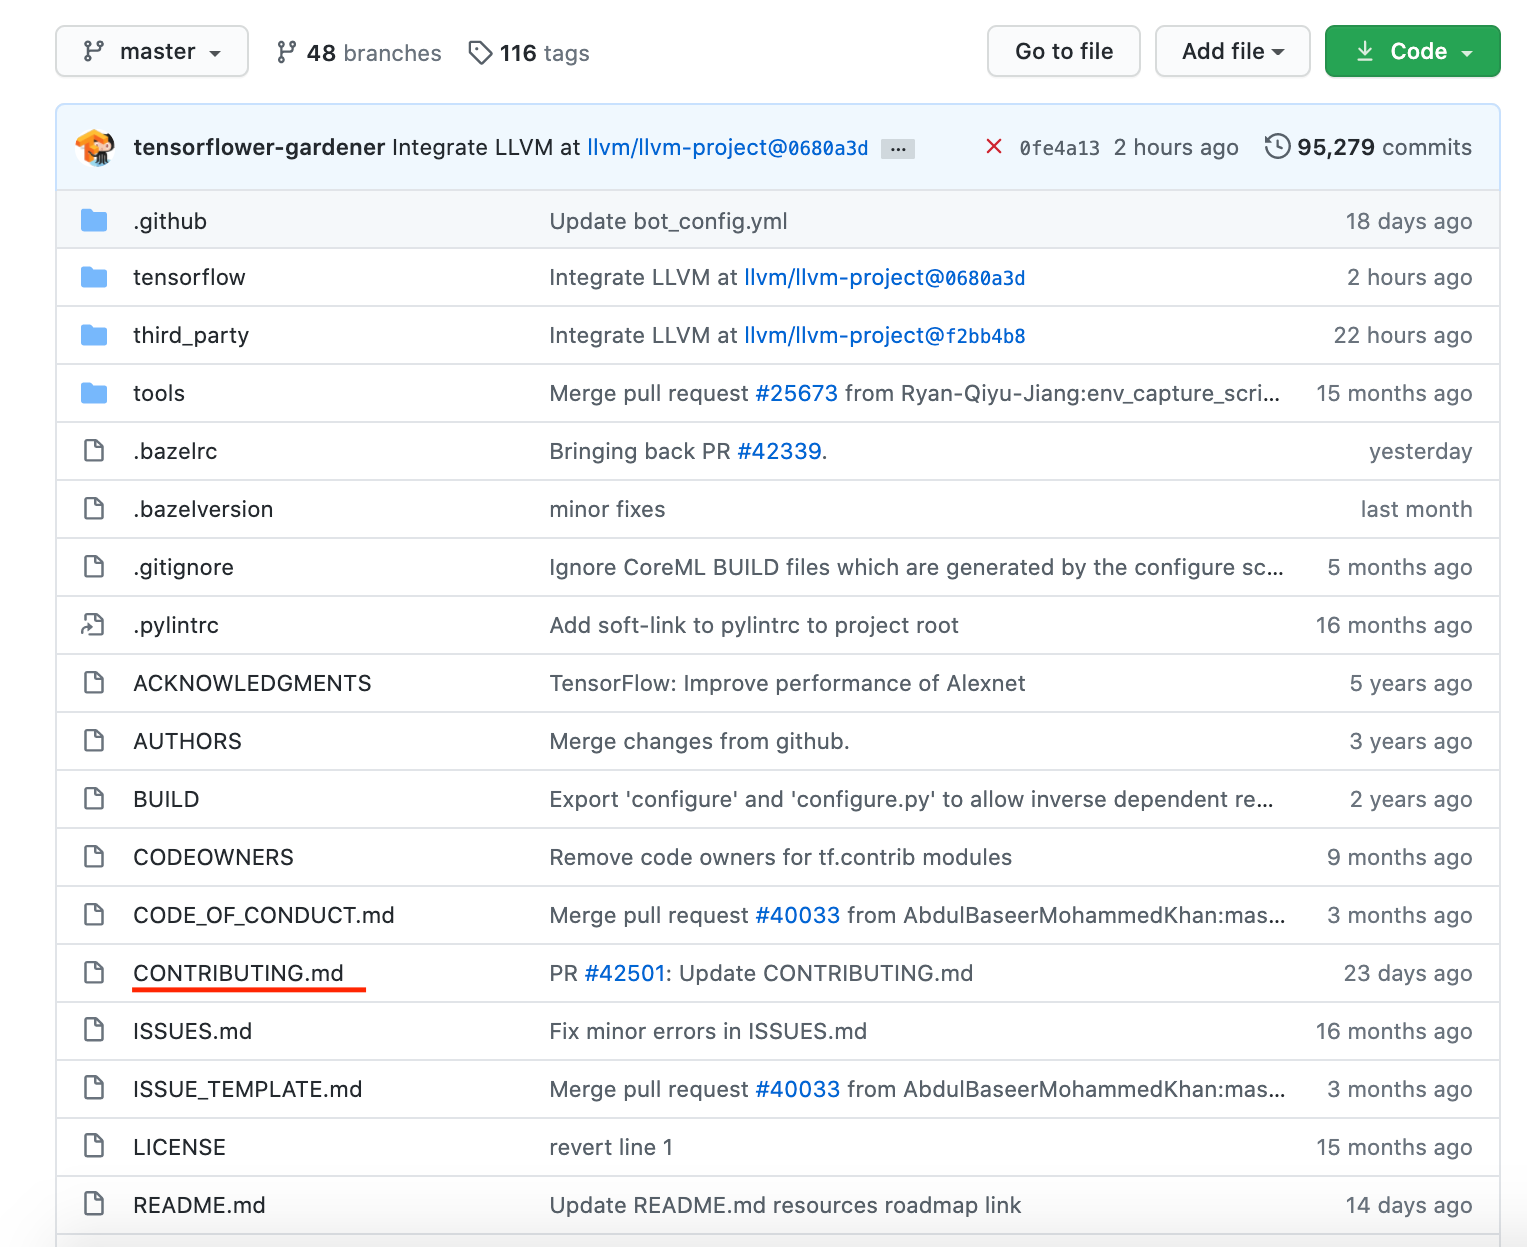 master 48 branches 116 tags Go to file Add file Code
tensorflower-gardener Integrate LLVM at llvm/llvm-project@0680a3d ... 0fe4a13 2 hours ago 95,279 commits
.github Update bot_config.yml 18 days ago
tensorflow Integrate LLVM at llvm/llvm-project@0680a3d 2 hours ago
third_party Integrate LLVM at llvm/llvm-project@f2bb4b8 22 hours ago
tools Merge pull request #25673 from Ryan-Qiyu-Jiang:env_capture_scri... 15 months ago
.bazelrc Bringing back PR #42339. yesterday
.bazelversion minor fixes last month
.gitignore Ignore CoreML BUILD files which are generated by the configure sc... 5 months ago
.pylintrc Add soft-link to pylintrc to project root 16 months ago
ACKNOWLEDGMENTS TensorFlow: Improve performance of Alexnet 5 years ago
AUTHORS Merge changes from github. 3 years ago
BUILD Export 'configure' and 'configure.py' to allow inverse dependent re... 2 years ago
CODEOWNERS Remove code owners for tf.contrib modules 9 months ago
CODE_OF_CONDUCT.md Merge pull request #40033 from AbdulBaseerMohammedKhan:mas... 3 months ago
CONTRIBUTING.md PR #42501: Update CONTRIBUTING.md 23 days ago
ISSUES.md Fix minor errors in ISSUES.md 16 months ago
ISSUE_TEMPLATE.md Merge pull request #40033 from AbdulBaseerMohammedKhan:mas... 3 months ago
LICENSE revert line 1 15 months ago
README.md Update README.md resources roadmap link 14 days ago